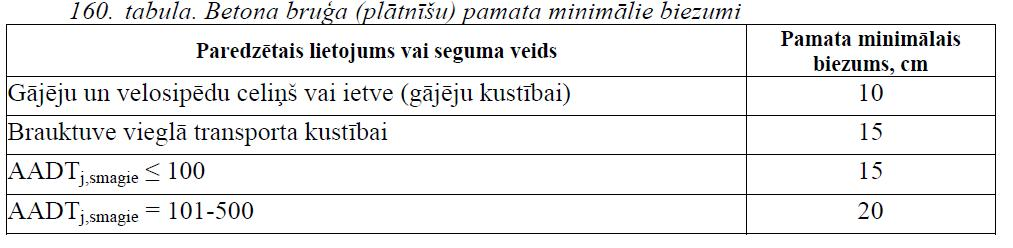 160. tabula. Betona bruģa (plātnīšu) pamata minimālie biezumi
Paredzētais lietojums vai seguma veids
Pamata minimālais
biezums, cm
Gājēju un velosipēdu celiņš vai ietve (gājēju kustībai) 10
Brauktuve vieglā transporta kustībai 15
AADTj,smagie ≤ 100 15
AADTj,smagie = 101-500 20